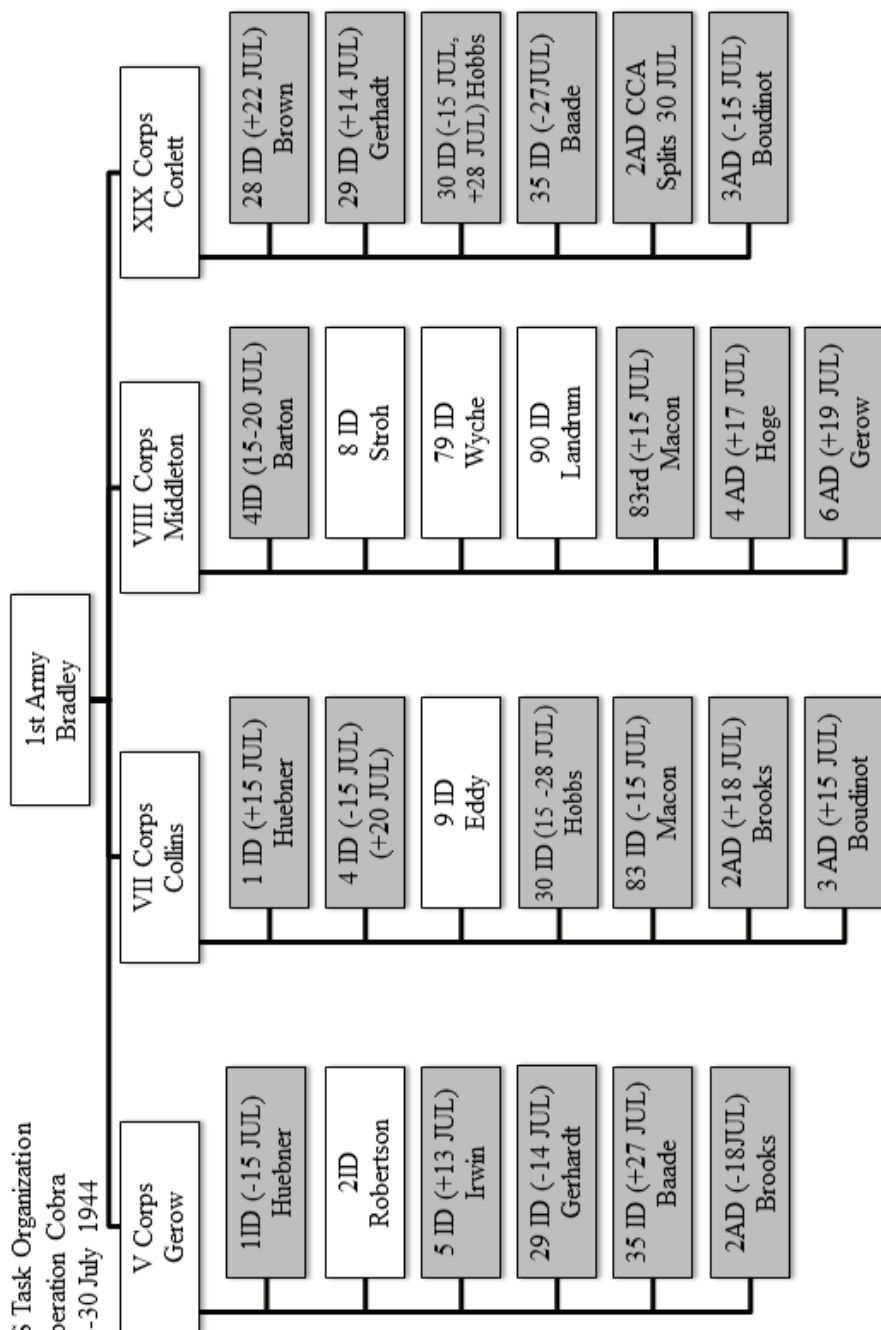 Task Organization
1944
1st Army
Bradley
V Corps
Gerow
1ID (-15 JUL)
Huebner
2ID
Robertson
5 ID (+13 JUL)
Irwin
29 ID (-14 JUL)
Gerhardt
35 ID (+27 JUL)
Baade
2AD (-18JUL)
Brooks
VII Corps
Collins
1 ID (+15 JUL)
Huebner
4 ID (-15 JUL)
(+20 JUL)
9 ID
Eddy
30 ID (15 -28 JUL)
Hobbs
83 ID (-15 JUL)
Macon
2AD (+18 JUL)
Brooks
3 AD (+15 JUL)
Boudinot
VIII Corps
Middleton
4ID (15-20 JUL)
Barton
8 ID
Stroh
79 ID
Wyche
90 ID
Landrum
83rd (+15 JUL)
Macon
4 AD (+17 JUL)
Hoge
6 AD (+19 JUL)
Gerow
XIX Corps
Corlett
28 ID (+22 JUL)
Brown
29 ID (+14 JUL)
Gerhadt
30 ID (-15 JUL,
+28 JUL) Hobbs
35 ID (-27JUL)
Baade
2AD CCA
Splits 30 JUL
3AD (-15 JUL)
Boudinot